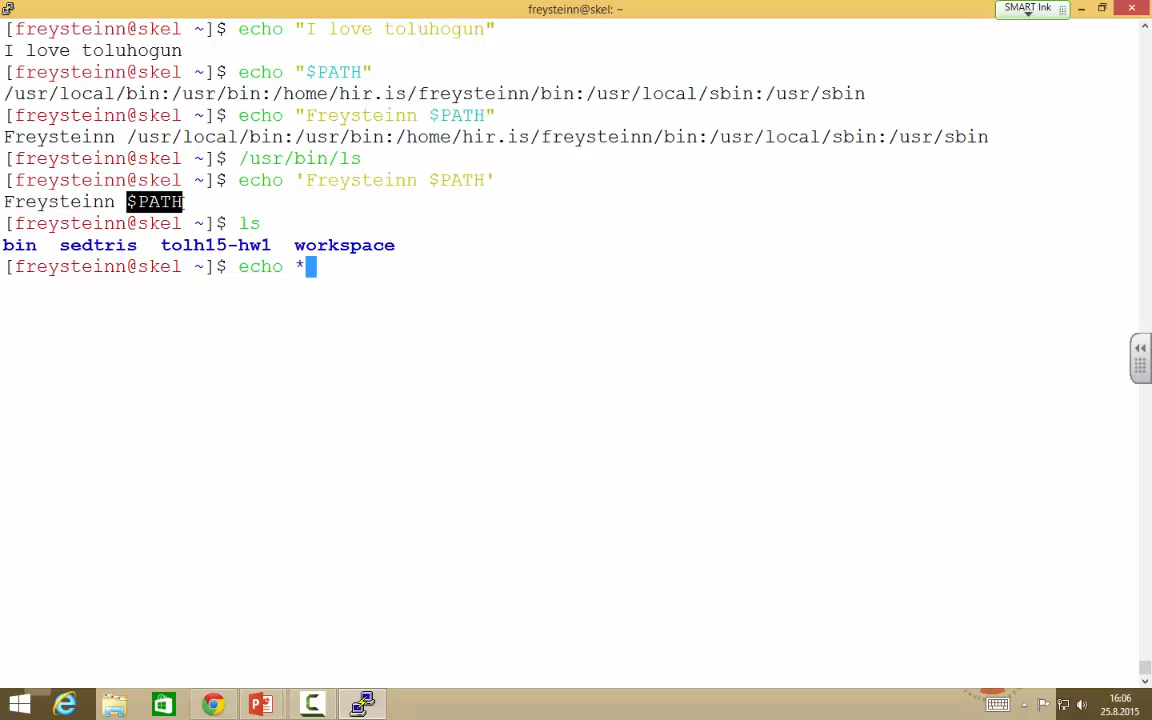 freysteinn@skel: ~
SMART Ink
[freysteinn@skel ~]$ echo "I love toluhogun"
I love toluhogun
[freysteinn@skel ~]$ echo "$PATH"
/usr/local/bin:/usr/bin:/home/hir.is/freysteinn/bin:/usr/local/sbin:/usr/sbin
[freysteinn@skel ~]$ echo "Freysteinn $PATH"
Freysteinn /usr/local/bin:/usr/bin:/home/hir.is/freysteinn/bin:/usr/local/sbin:/usr/sbin
[freysteinn@skel ~]$ /usr/bin/ls
[freysteinn@skel ~]$ echo 'Freysteinn $PATH'
Freysteinn $PATH
[freysteinn@skel ~]$ ls
bin sedtris tolh15-hw1 workspace
[freysteinn@skel ~]$ echo *
16:06
25.8.2015